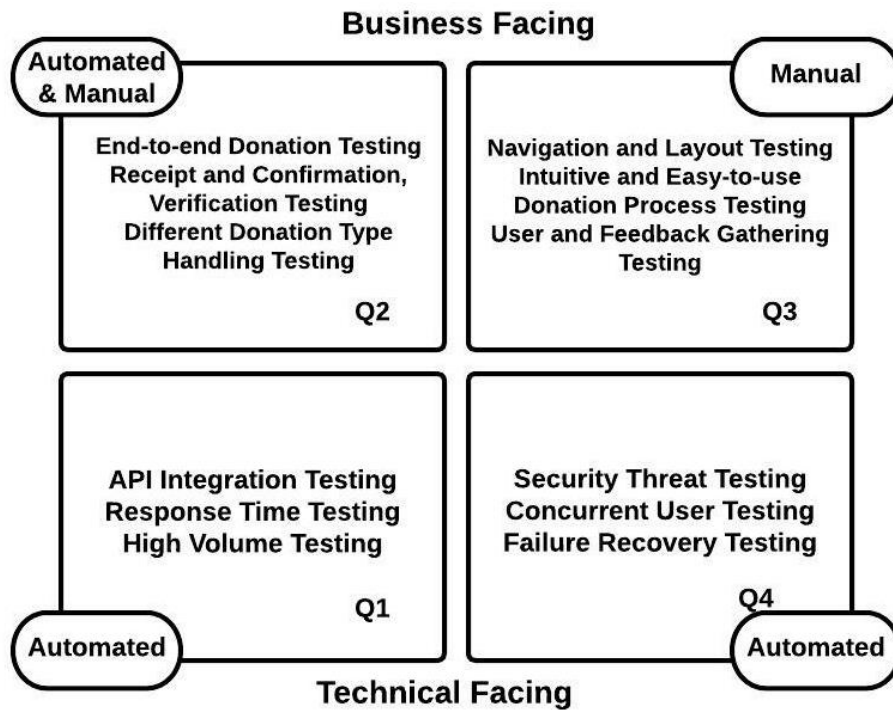 Business Facing
Automated
& Manual
End-to-end Donation Testing
Receipt and Confirmation,
Verification Testing
Different Donation Type
Handling Testing
Q2
Manual
Navigation and Layout Testing
Intuitive and Easy-to-use
Donation Process Testing
User and Feedback Gathering
Testing
Q3
API Integration Testing
Response Time Testing
High Volume Testing
Q1
Automated
Security Threat Testing
Concurrent User Testing
Failure Recovery Testing
Q4
Automated
Technical Facing